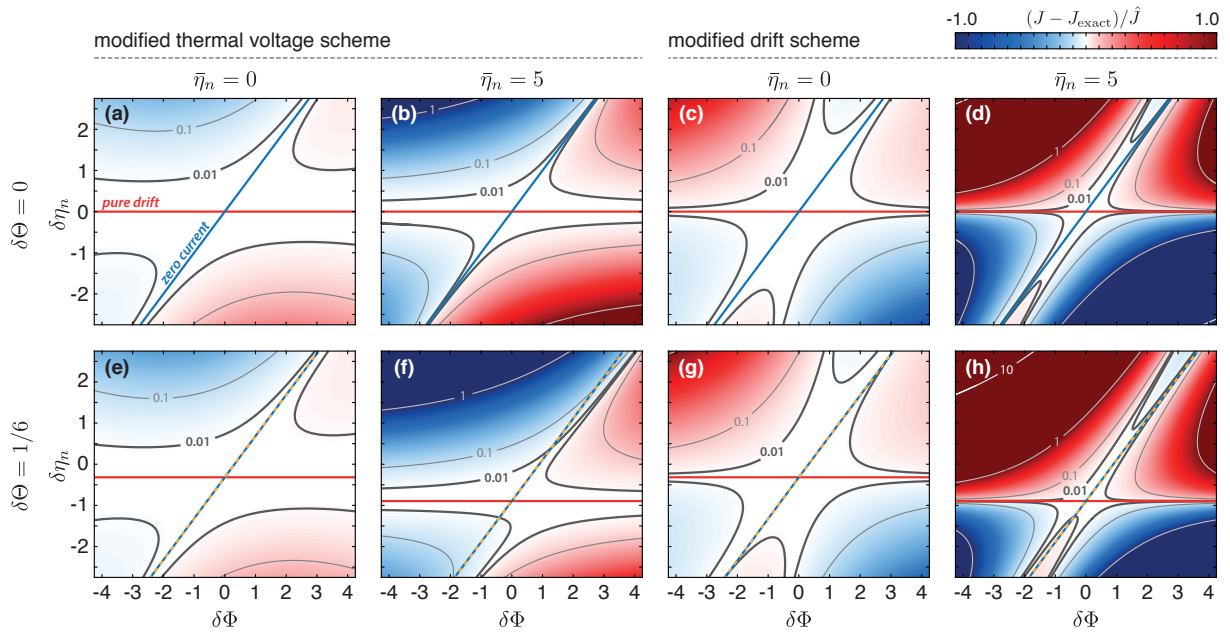 -1.0 (J − J_exact)/Ĵ 1.0
modified thermal voltage scheme modified drift scheme
η̄_n = 0 η̄_n = 5 η̄_n = 0 η̄_n = 5
(a) (b) (c) (d)
δΘ = 0
δη_n
2
1
0
-1
-2
0.1
0.01
pure drift
zero current
0.1
0.01
0.1
0.01
1
0.1
0.01
(e) (f) (g) (h)
δΘ = 1/6
δη_n
2
1
0
-1
-2
0.1
0.01
1
0.1
0.01
0.1
0.01
10
1
0.1
0.01
-4 -3 -2 -1 0 1 2 3 4 -4 -3 -2 -1 0 1 2 3 4 -4 -3 -2 -1 0 1 2 3 4 -4 -3 -2 -1 0 1 2 3 4
δΦ δΦ δΦ δΦ